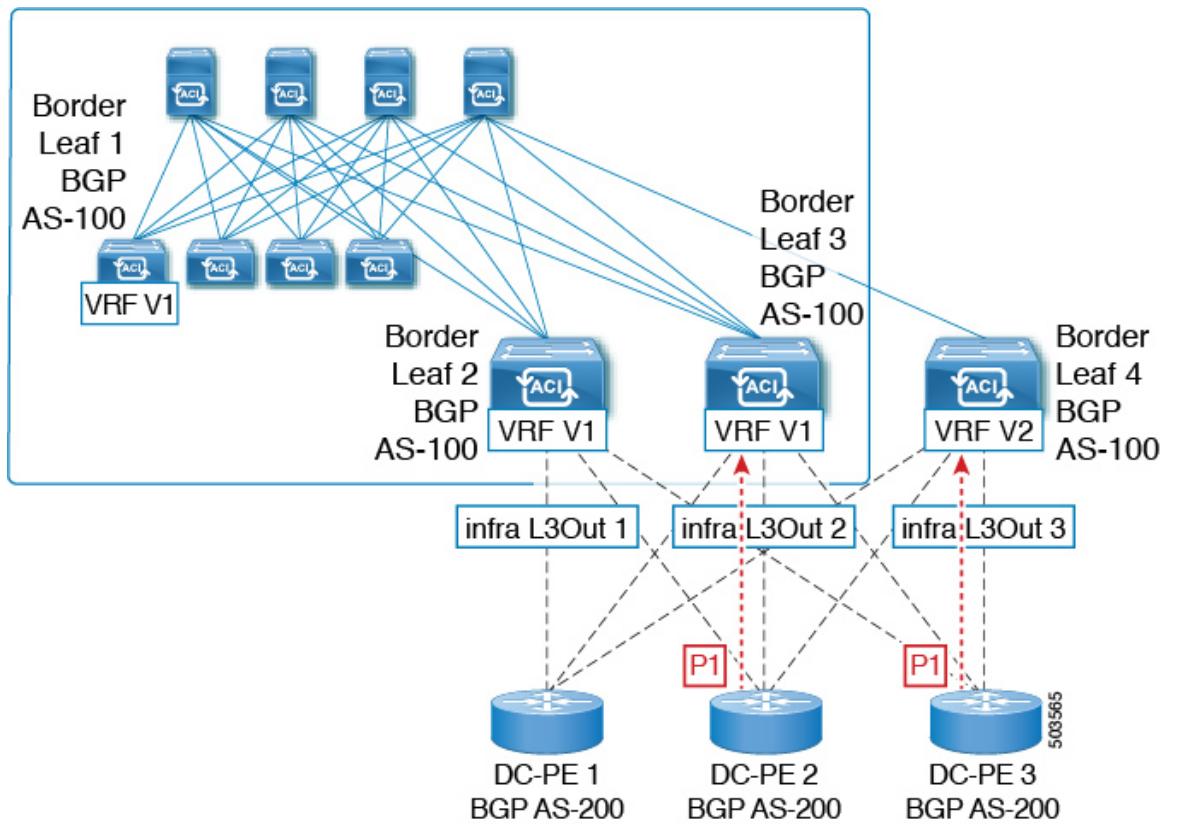 ACI
ACI
ACI
ACI
Border
Leaf 1
BGP
AS-100
ACI
ACI
ACI
ACI
VRF V1
Border
Leaf 3
BGP
AS-100
Border
Leaf 2
BGP
AS-100
ACI
VRF V1
ACI
VRF V1
ACI
VRF V2
Border
Leaf 4
BGP
AS-100
infra L3Out 1
infra L3Out 2
infra L3Out 3
P1
P1
503565
DC-PE 1
BGP AS-200
DC-PE 2
BGP AS-200
DC-PE 3
BGP AS-200